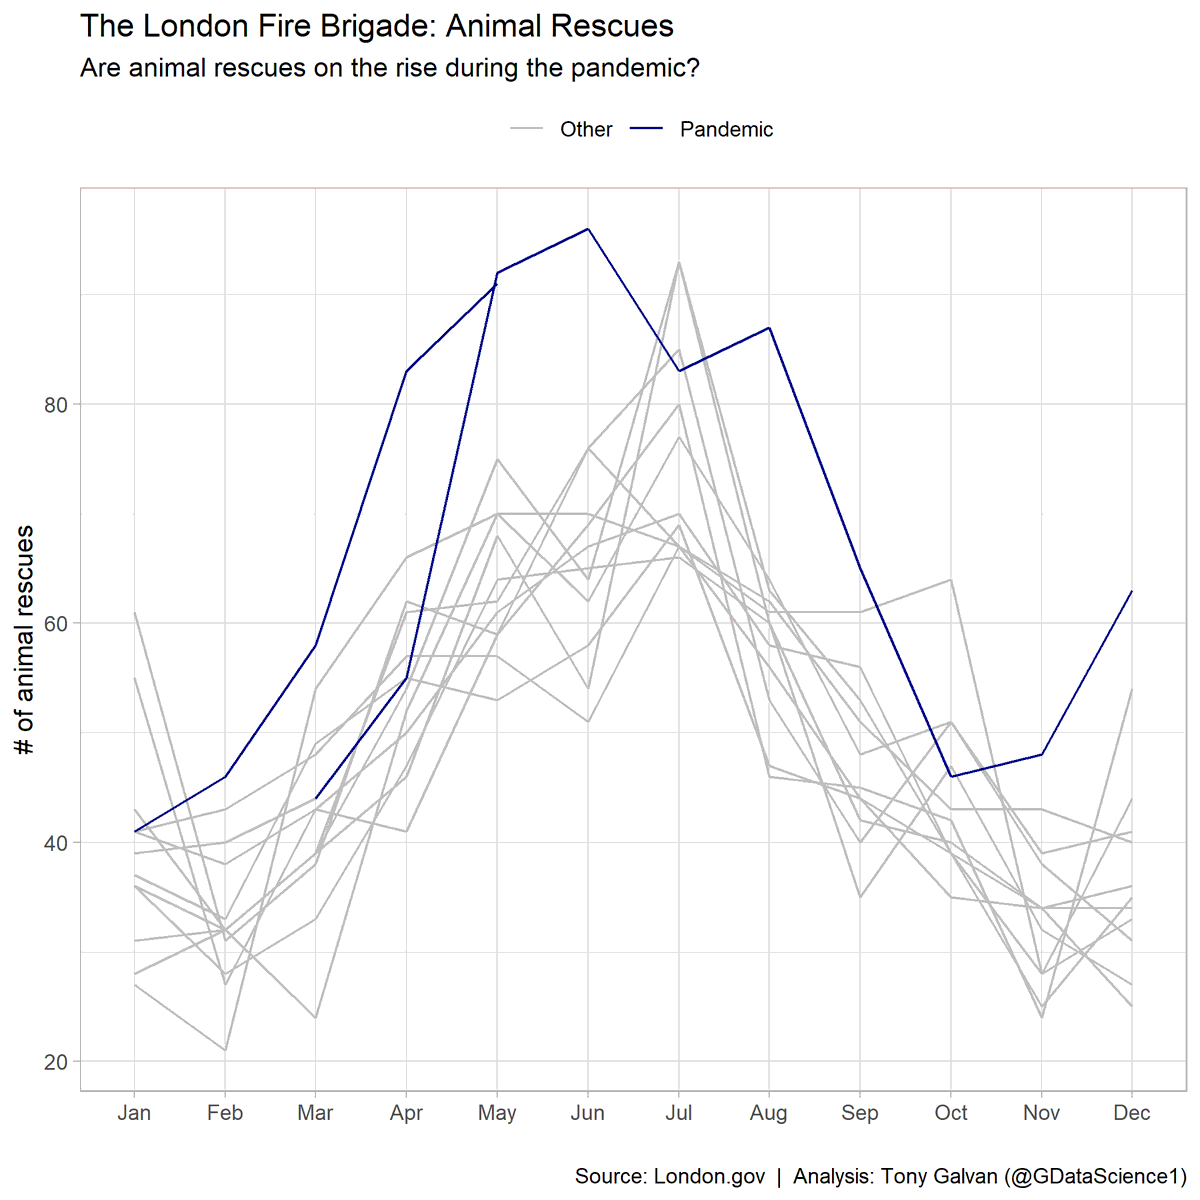 The London Fire Brigade: Animal Rescues
Are animal rescues on the rise during the pandemic?
Other
Pandemic
# of animal rescues
80
60
40
20
Jan Feb Mar Apr May Jun Jul Aug Sep Oct Nov Dec
Source: London.gov | Analysis: Tony Galvan (@GDataScience1)